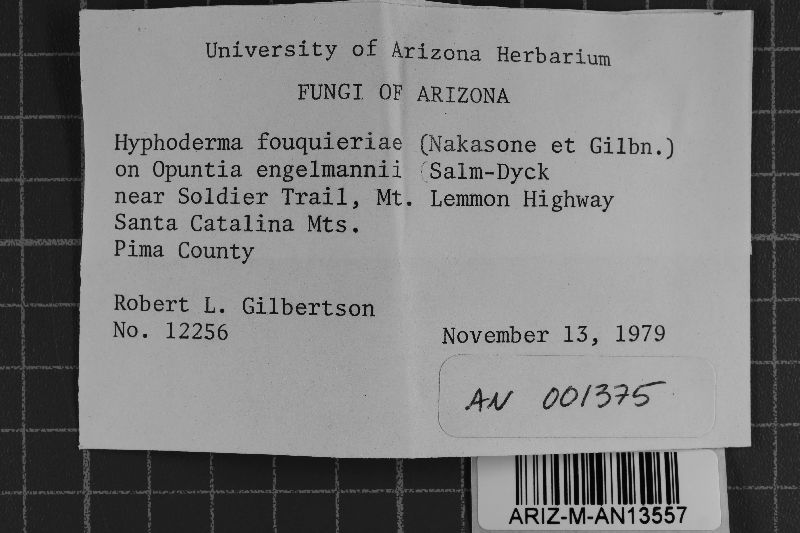 University of Arizona Herbarium
FUNGI OF ARIZONA
Hyphoderma fouquieriae (Nakasone et Gilbn.)
on Opuntia engelmannii Salm-Dyck
near Soldier Trail, Mt. Lemmon Highway
Santa Catalina Mts.
Pima County
Robert L. Gilbertson
No. 12256
November 13, 1979
AN 001375
ARIZ-M-AN13557